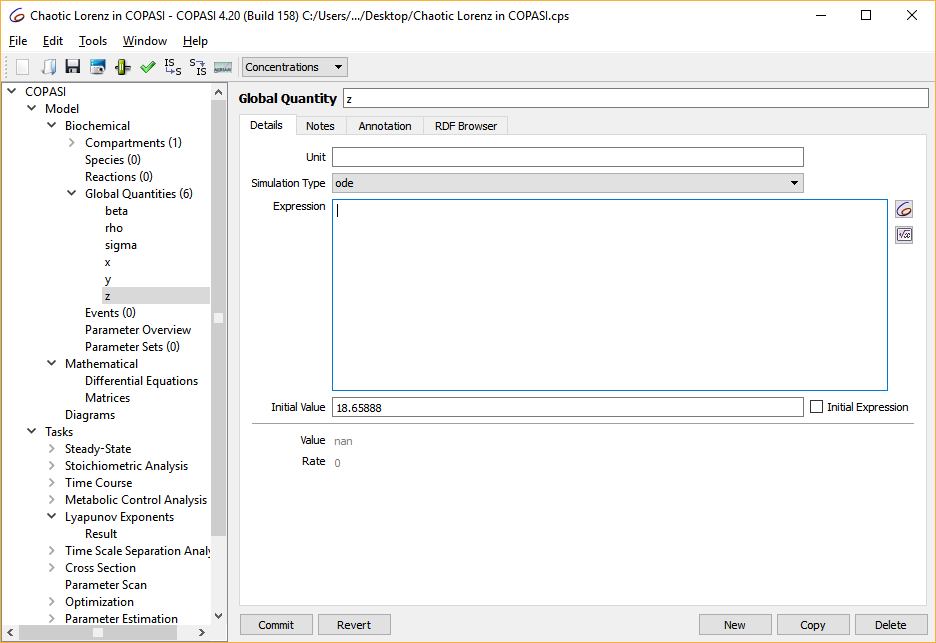 Chaotic Lorenz in COPASI - COPASI 4.20 (Build 158) C:/Users/.../Desktop/Chaotic Lorenz in COPASI.cps
File Edit Tools Window Help
IS→S S→IS MIRIAM Concentrations
COPASI
Model
Biochemical
Compartments (1)
Species (0)
Reactions (0)
Global Quantities (6)
beta
rho
sigma
x
y
z
Events (0)
Parameter Overview
Parameter Sets (0)
Mathematical
Differential Equations
Matrices
Diagrams
Tasks
Steady-State
Stoichiometric Analysis
Time Course
Metabolic Control Analysis
Lyapunov Exponents
Result
Time Scale Separation Analy
Cross Section
Parameter Scan
Optimization
Parameter Estimation
Global Quantity z
Details Notes Annotation RDF Browser
Unit
Simulation Type ode
Expression
√α
Initial Value 18.65888 Initial Expression
Value nan
Rate 0
Commit Revert New Copy Delete